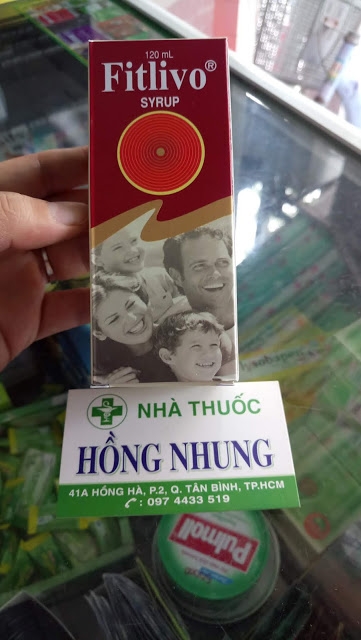 120 mL
Fitlivo®
SYRUP
NHÀ THUỐC
HỒNG NHUNG
41A HỒNG HÀ, P.2, Q. TÂN BÌNH, TP.HCM
: 097 4433 519
Pulmoll